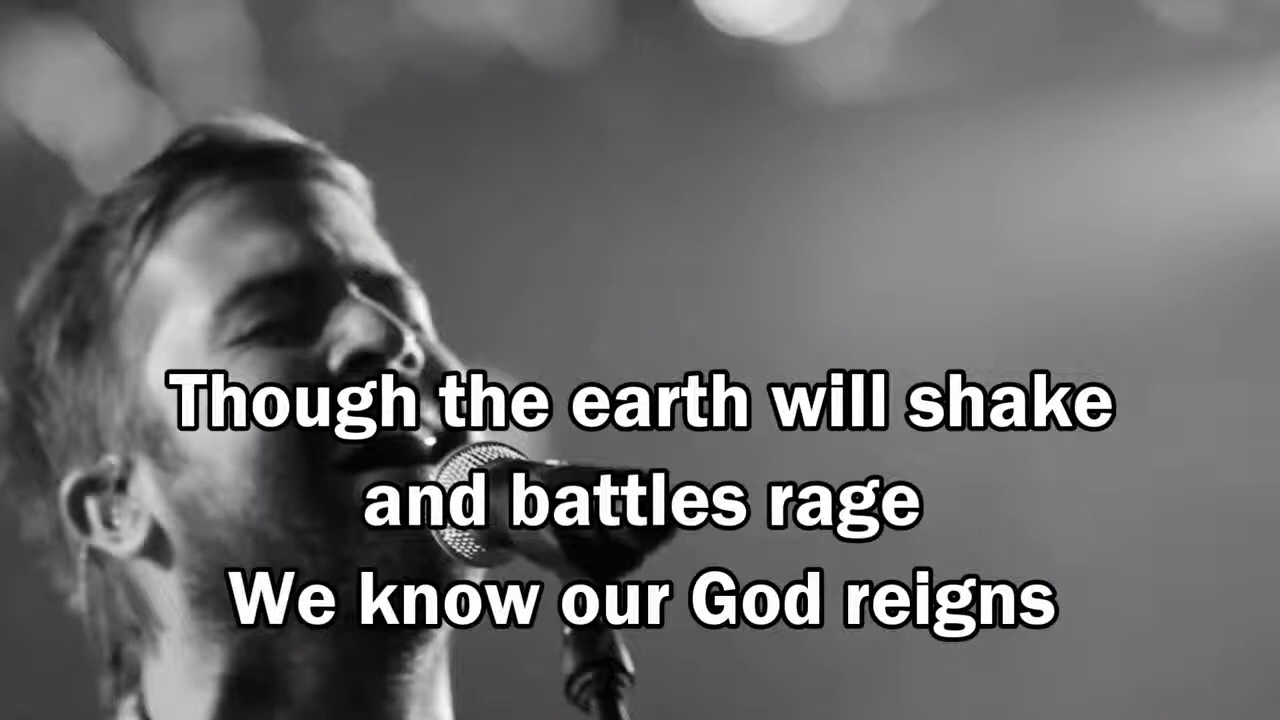 Though the earth will shake
and battles rage
We know our God reigns